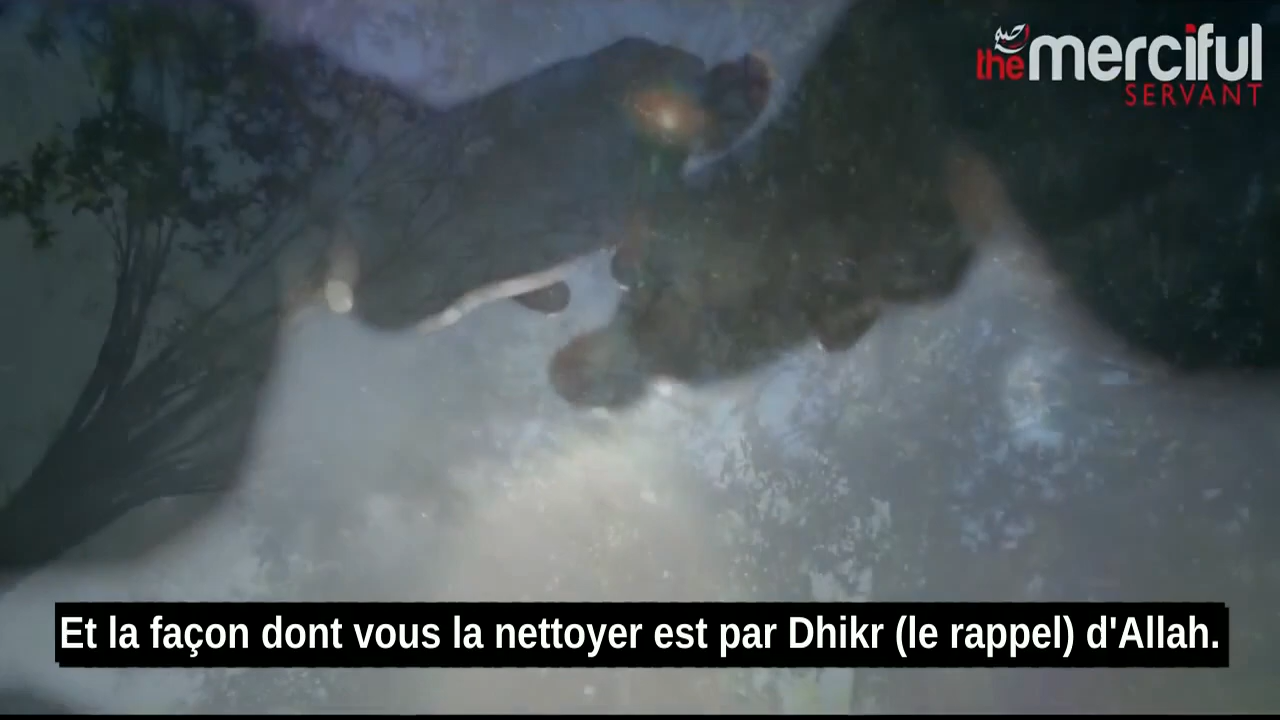 the merciful
SERVANT
Et la façon dont vous la nettoyer est par Dhikr (le rappel) d'Allah.